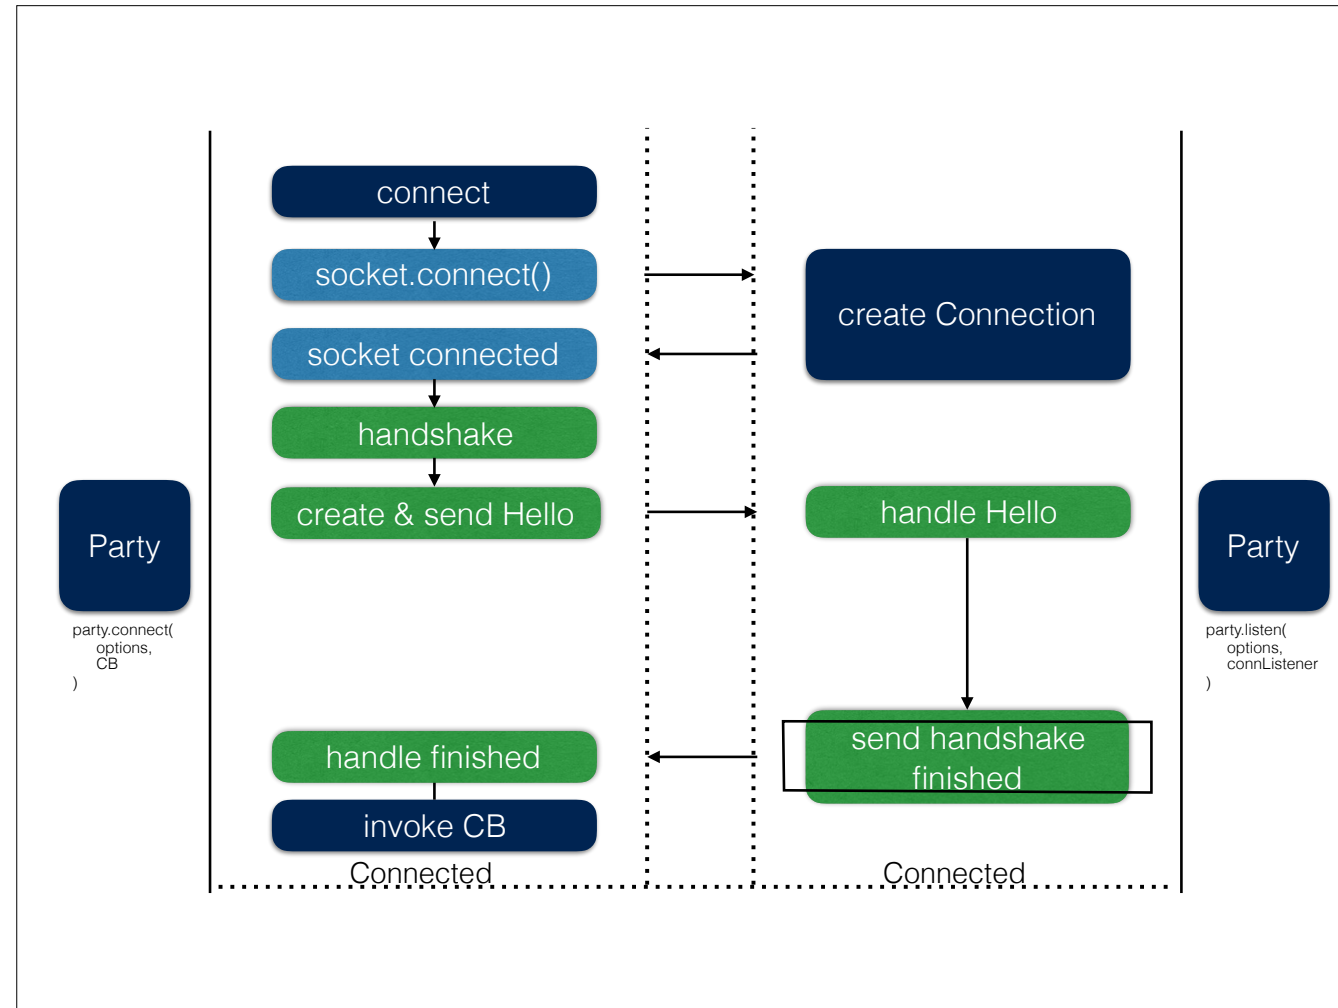 connect
socket.connect()
create Connection
socket connected
handshake
create & send Hello
handle Hello
Party
party.connect(
options,
CB
)
Party
party.listen(
options,
connListener
)
send handshake
finished
handle finished
invoke CB
Connected
Connected